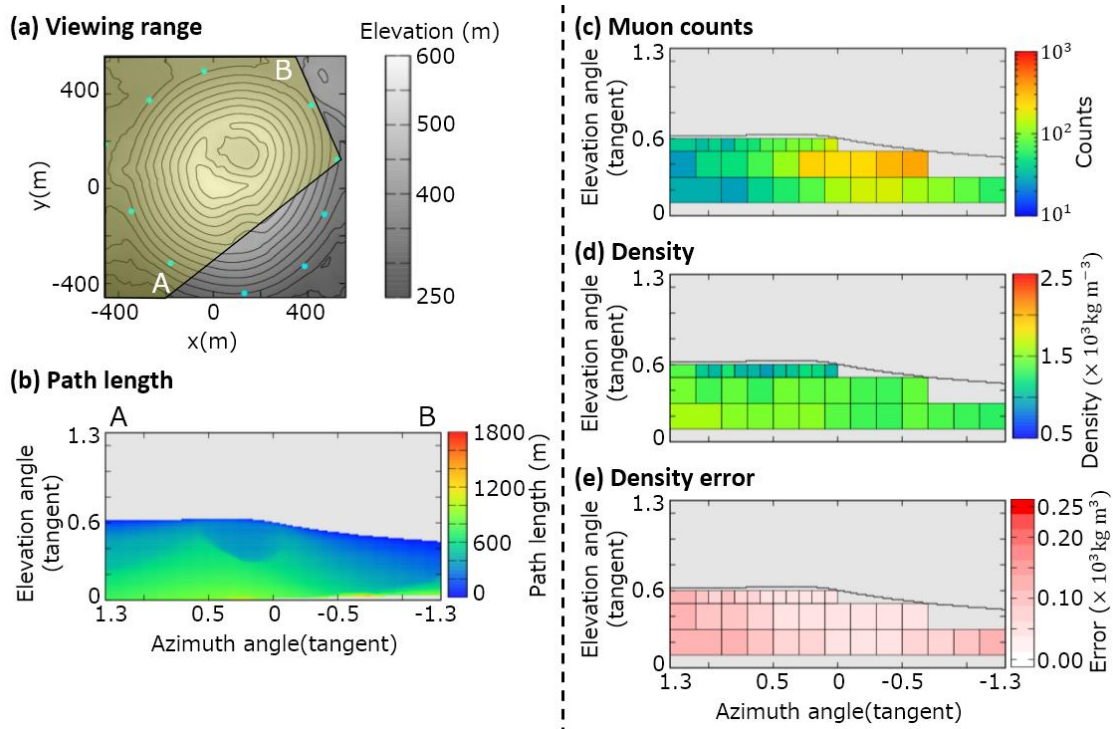 (a) Viewing range
Elevation (m)
B
A
400
0
-400
y(m)
-400 0 400
x(m)
600
500
400
250
(b) Path length
A B
1.3
0.6
0
Elevation angle
(tangent)
1.3 0.5 0 -0.5 -1.3
Azimuth angle(tangent)
1800
1200
600
0
Path length (m)
(c) Muon counts
1.3
0.6
0
Elevation angle
(tangent)
10³
10²
10¹
Counts
(d) Density
1.3
0.6
0
Elevation angle
(tangent)
2.5
1.5
0.5
Density (× 10³kg m⁻³)
(e) Density error
1.3
0.6
0
Elevation angle
(tangent)
1.3 0.5 0 -0.5 -1.3
Azimuth angle(tangent)
0.25
0.20
0.10
0.00
Error (× 10³kg m³)